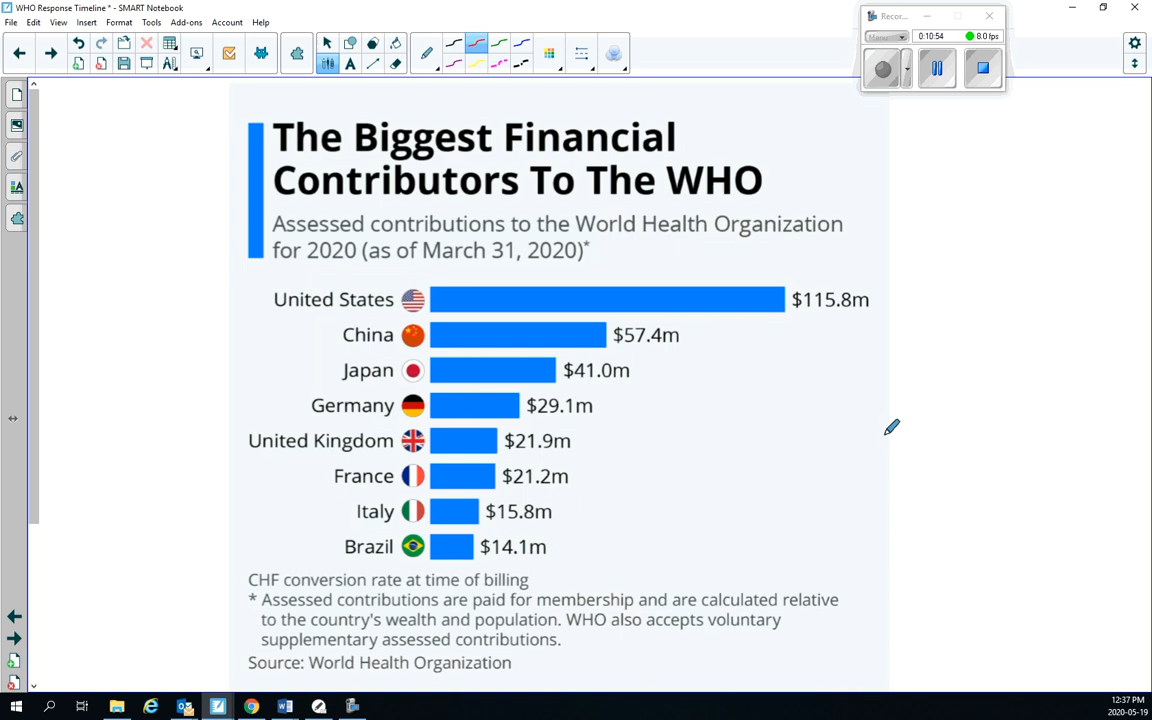 WHO Response Timeline * - SMART Notebook
File Edit View Insert Format Tools Add-ons Account Help
Recor...
0:10:54
8.0 fps
The Biggest Financial
Contributors To The WHO
Assessed contributions to the World Health Organization
for 2020 (as of March 31, 2020)*
United States $115.8m
China $57.4m
Japan $41.0m
Germany $29.1m
United Kingdom $21.9m
France $21.2m
Italy $15.8m
Brazil $14.1m
CHF conversion rate at time of billing
* Assessed contributions are paid for membership and are calculated relative
to the country's wealth and population. WHO also accepts voluntary
supplementary assessed contributions.
Source: World Health Organization
12:37 PM
2020-05-19